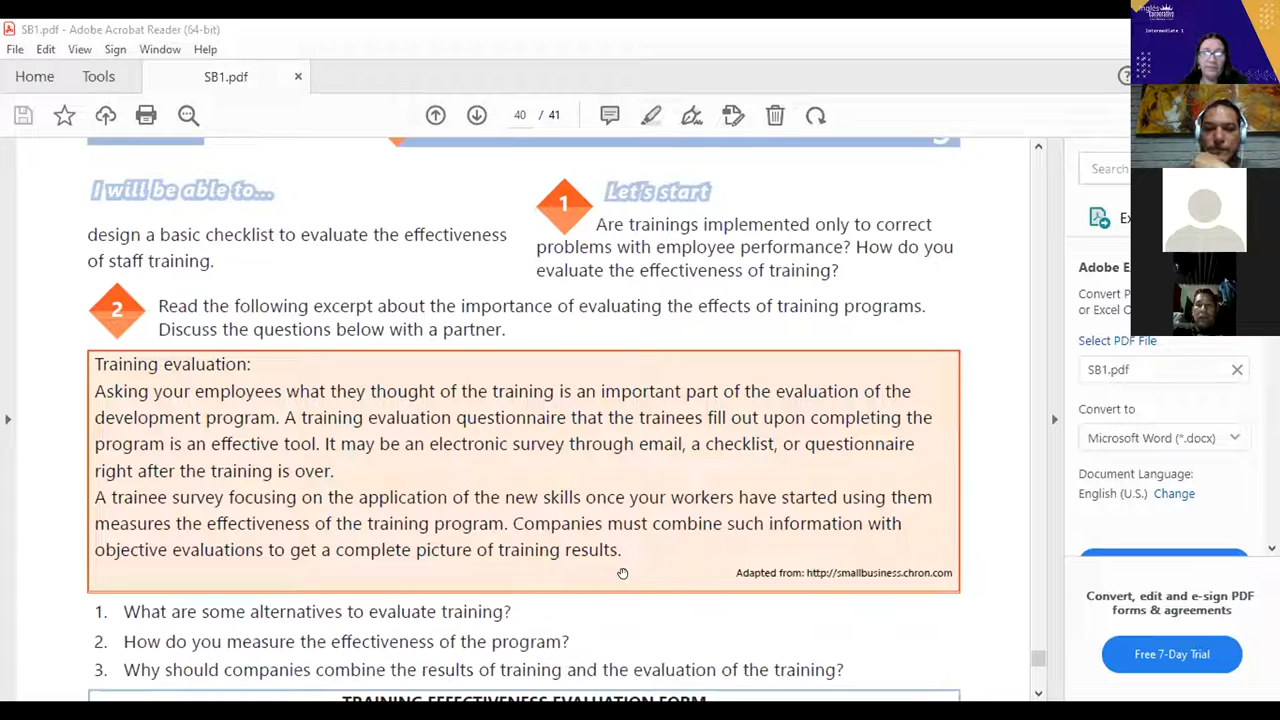 SB1.pdf - Adobe Acrobat Reader (64-bit)
File Edit View Sign Window Help
Home Tools SB1.pdf ×
40 / 41
I will be able to...
design a basic checklist to evaluate the effectiveness
of staff training.
1 Let's start
Are trainings implemented only to correct
problems with employee performance? How do you
evaluate the effectiveness of training?
2 Read the following excerpt about the importance of evaluating the effects of training programs.
Discuss the questions below with a partner.
Training evaluation:
Asking your employees what they thought of the training is an important part of the evaluation of the
development program. A training evaluation questionnaire that the trainees fill out upon completing the
program is an effective tool. It may be an electronic survey through email, a checklist, or questionnaire
right after the training is over.
A trainee survey focusing on the application of the new skills once your workers have started using them
measures the effectiveness of the training program. Companies must combine such information with
objective evaluations to get a complete picture of training results.
Adapted from: http://smallbusiness.chron.com
1. What are some alternatives to evaluate training?
2. How do you measure the effectiveness of the program?
3. Why should companies combine the results of training and the evaluation of the training?
TRAINING EFFECTIVENESS EVALUATION FORM
Inglés
Corporativo
Intermediate 1
Search
Ex
Adobe Ex
Convert P
or Excel O
Select PDF File
SB1.pdf
Convert to
Microsoft Word (*.docx)
Document Language:
English (U.S.) Change
Convert, edit and e-sign PDF
forms & agreements
Free 7-Day Trial